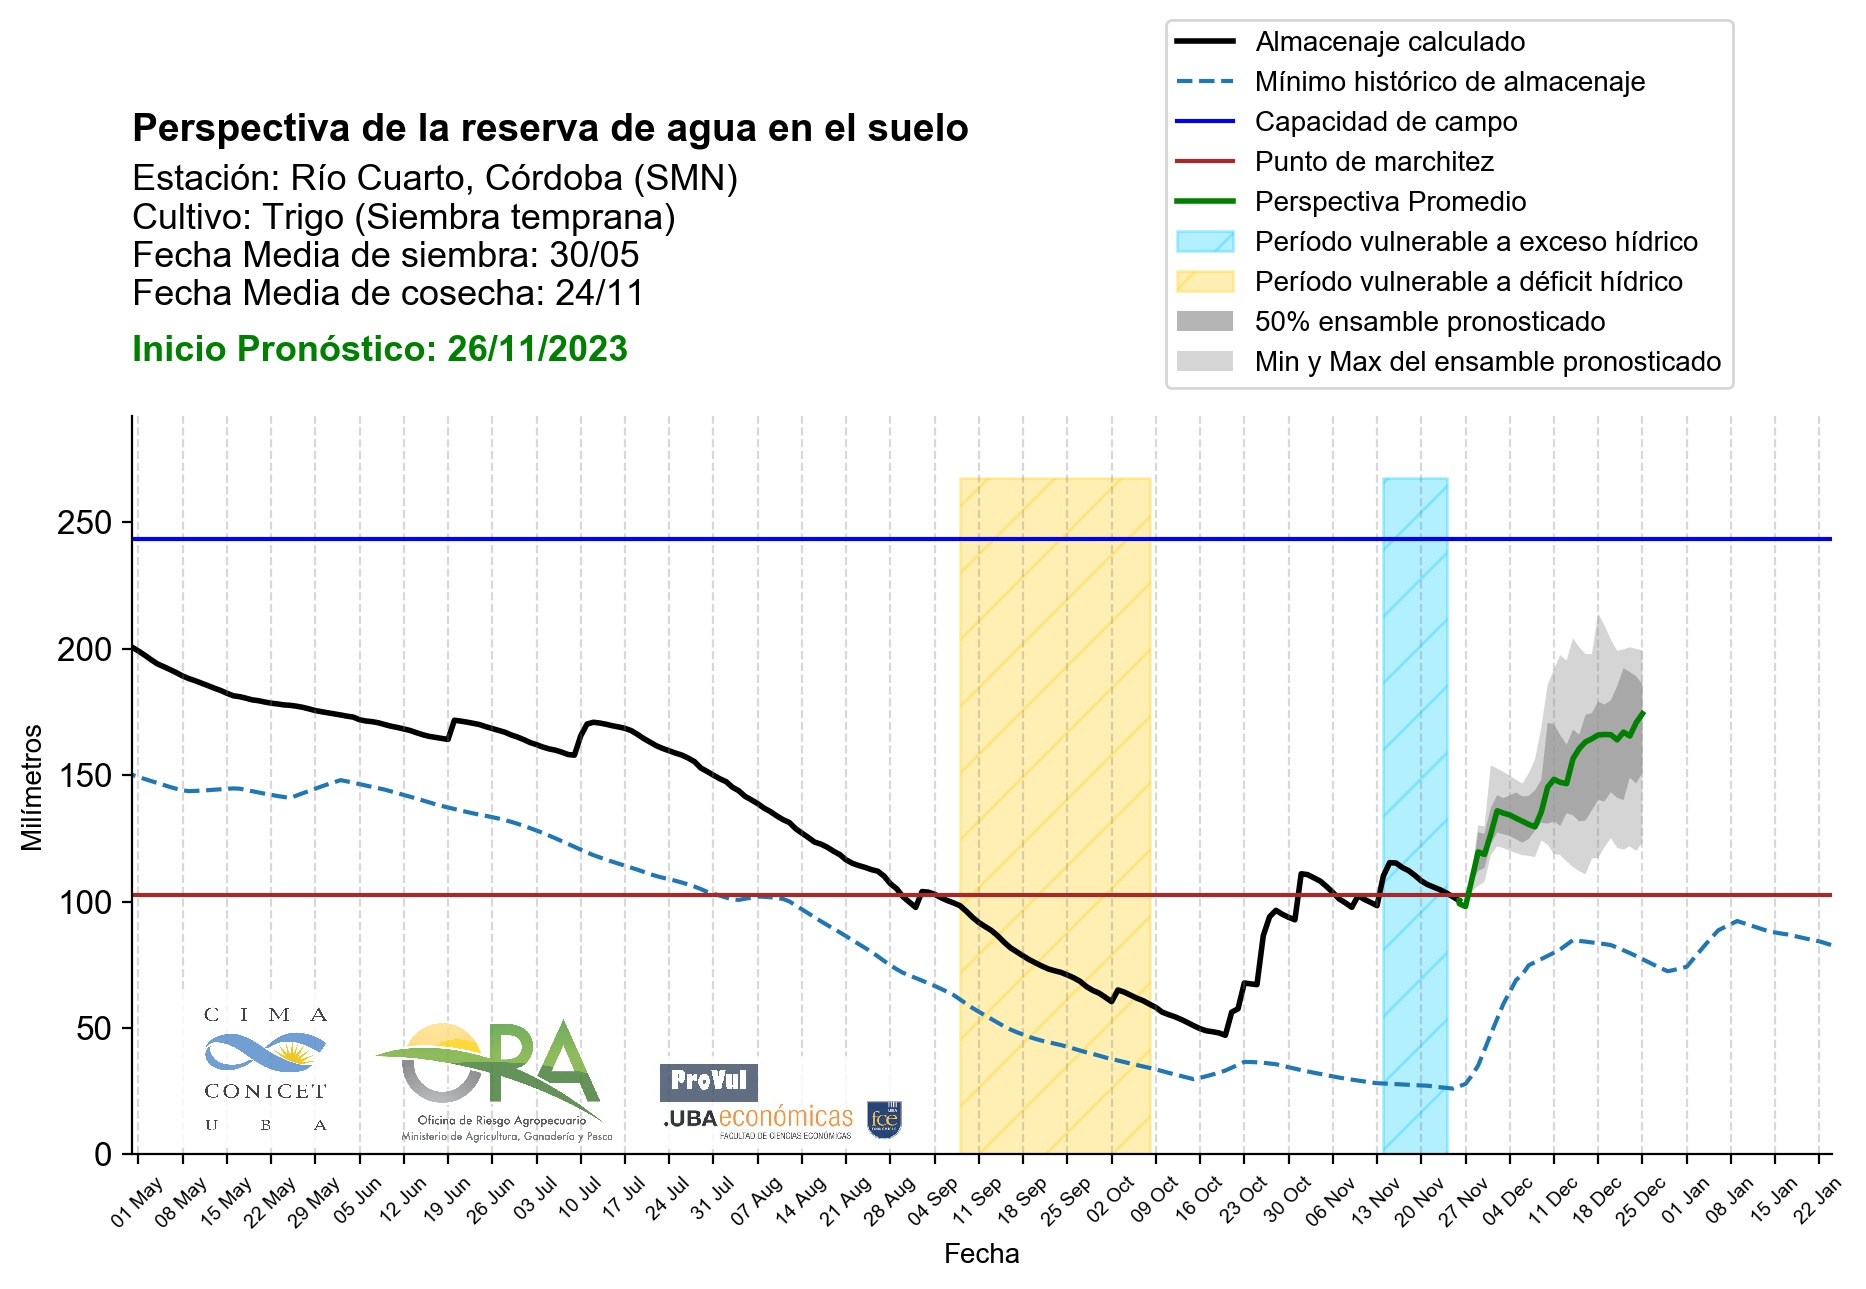 Almacenaje calculado
Mínimo histórico de almacenaje
Capacidad de campo
Punto de marchitez
Perspectiva Promedio
Período vulnerable a exceso hídrico
Período vulnerable a déficit hídrico
50% ensamble pronosticado
Min y Max del ensamble pronosticado
Perspectiva de la reserva de agua en el suelo
Estación: Río Cuarto, Córdoba (SMN)
Cultivo: Trigo (Siembra temprana)
Fecha Media de siembra: 30/05
Fecha Media de cosecha: 24/11
Inicio Pronóstico: 26/11/2023
Milímetros
250
200
150
100
50
0
CIMA
CONICET
UBA
OPA
Oficina de Riesgo Agropecuario
Ministerio de Agricultura, Ganadería y Pesca
ProVul
.UBAeconómicas
FACULTAD DE CIENCIAS ECONÓMICAS
fce
01 May
08 May
15 May
22 May
29 May
05 Jun
12 Jun
19 Jun
26 Jun
03 Jul
10 Jul
17 Jul
24 Jul
31 Jul
07 Aug
14 Aug
21 Aug
28 Aug
04 Sep
11 Sep
18 Sep
25 Sep
02 Oct
09 Oct
16 Oct
23 Oct
30 Oct
06 Nov
13 Nov
20 Nov
27 Nov
04 Dec
11 Dec
18 Dec
25 Dec
01 Jan
08 Jan
15 Jan
22 Jan
Fecha